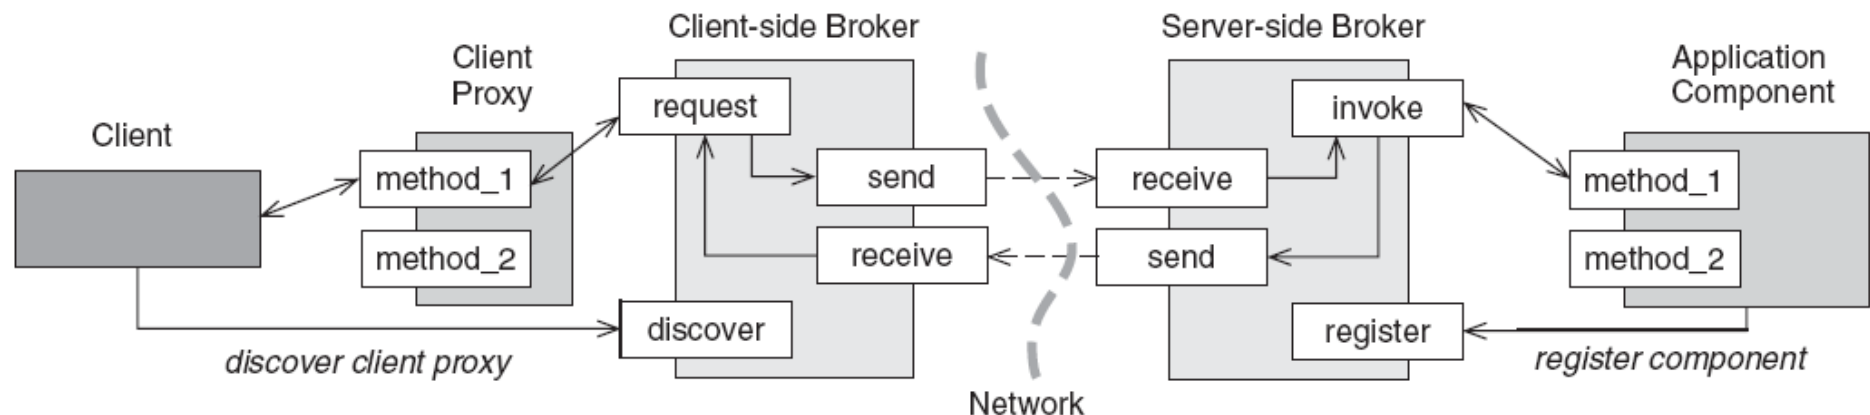 Client-side Broker
Server-side Broker
Client
Proxy
Application
Component
Client
request
invoke
method_1
send
receive
method_1
method_2
receive
send
method_2
discover
register
discover client proxy
register component
Network